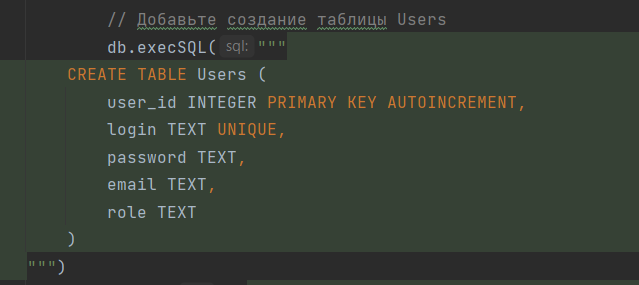 // Добавьте создание таблицы Users
db.execSQL( sql: """
CREATE TABLE Users (
user_id INTEGER PRIMARY KEY AUTOINCREMENT,
login TEXT UNIQUE,
password TEXT,
email TEXT,
role TEXT
)
""")